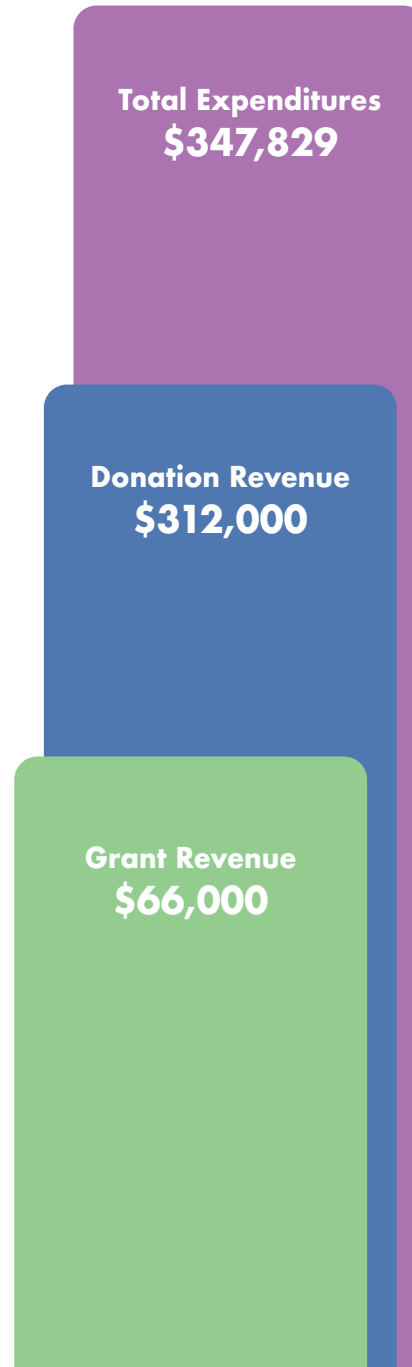 Total Expenditures
$347,829
Donation Revenue
$312,000
Grant Revenue
$66,000